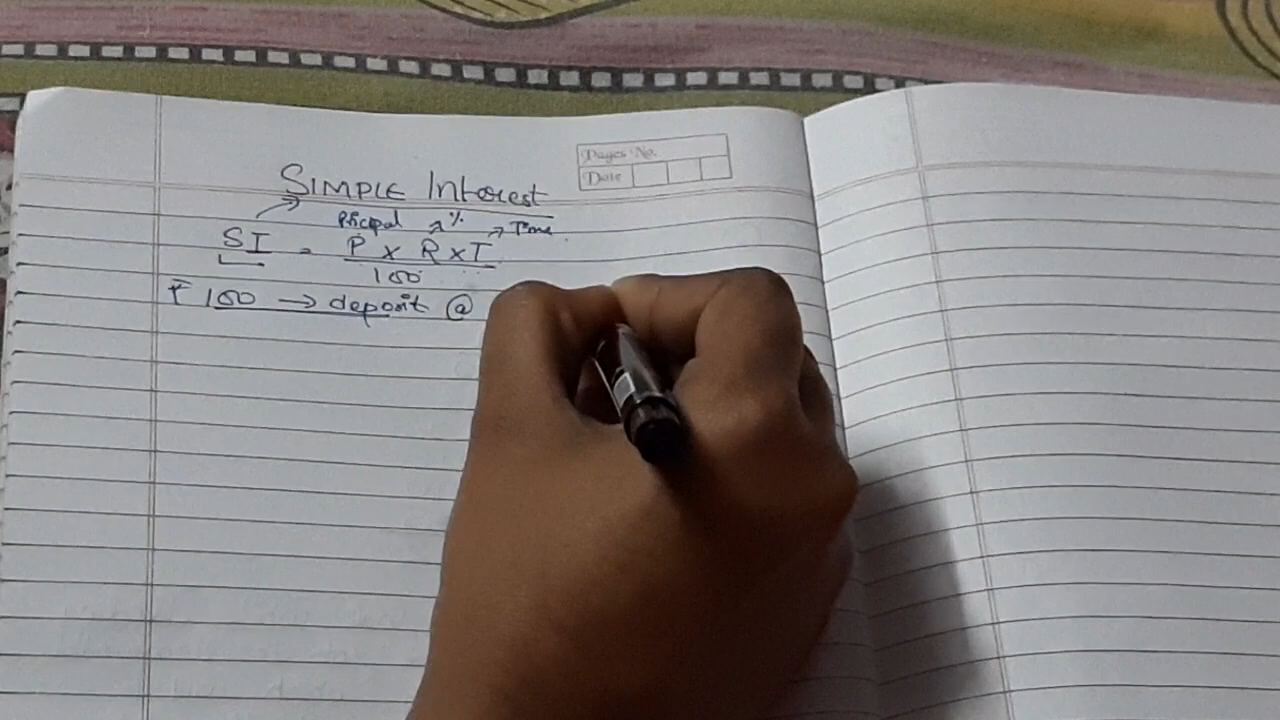 Pages No.
Date
SIMPLE Interest
Pricipal % Time
SI = P x R x T
100
₹ 100 → deposit @